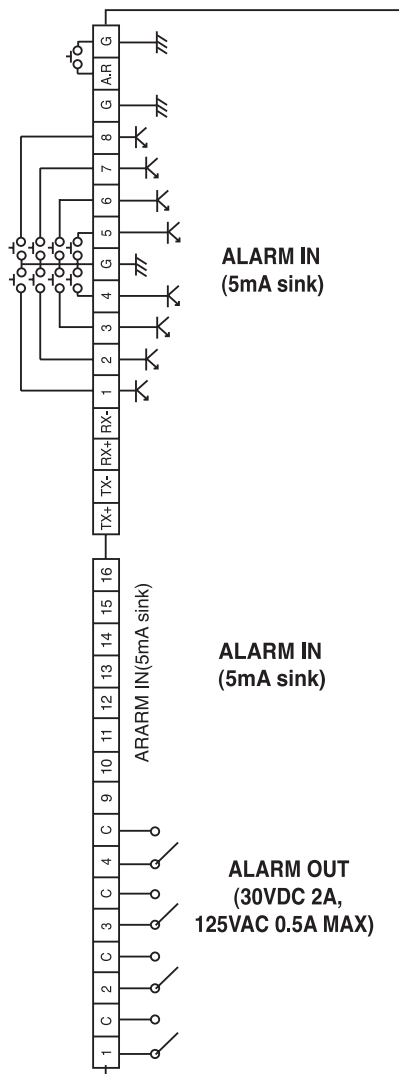 G
A.R
G
8
7
6
5
G
4
3
2
1
RX-
RX+
TX-
TX+
ALARM IN
(5mA sink)
16
15
14
13
12
11
10
9
C
4
C
3
C
2
C
1
ARARM IN(5mA sink)
ALARM IN
(5mA sink)
ALARM OUT
(30VDC 2A,
125VAC 0.5A MAX)